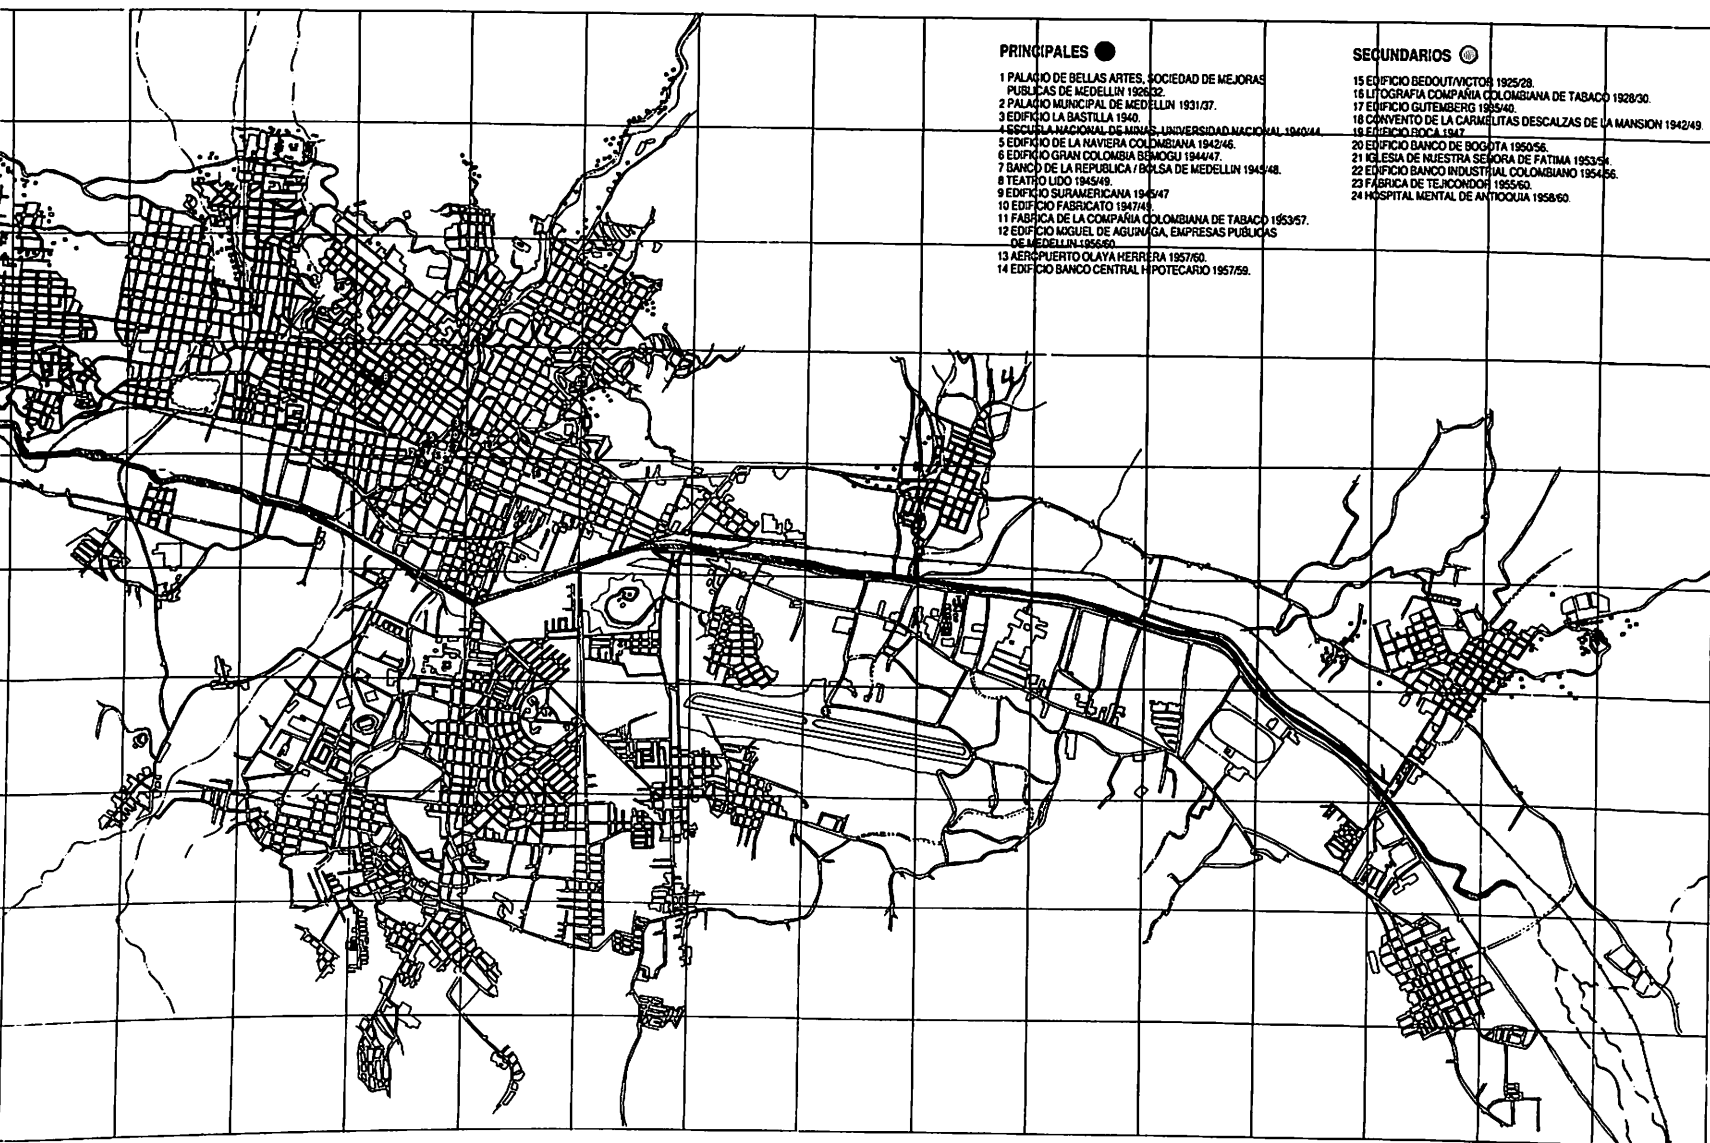 PRINCIPALES
1 PALACIO DE BELLAS ARTES, SOCIEDAD DE MEJORAS
PUBLICAS DE MEDELLIN 1926/32.
2 PALACIO MUNICIPAL DE MEDELLIN 1931/37.
3 EDIFICIO LA BASTILLA 1940.
4 ESCUELA NACIONAL DE MINAS, UNIVERSIDAD NACIONAL 1940/44.
5 EDIFICIO DE LA NAVIERA COLOMBIANA 1942/46.
6 EDIFICIO GRAN COLOMBIA BEMOGU 1944/47.
7 BANCO DE LA REPUBLICA / BOLSA DE MEDELLIN 1945/48.
8 TEATRO LIDO 1945/49.
9 EDIFICIO SURAMERICANA 1945/47
10 EDIFICIO FABRICATO 1947/49.
11 FABRICA DE LA COMPAÑIA COLOMBIANA DE TABACO 1953/57.
12 EDIFICIO MIGUEL DE AGUINAGA, EMPRESAS PUBLICAS
DE MEDELLIN 1956/60.
13 AEROPUERTO OLAYA HERRERA 1957/60.
14 EDIFICIO BANCO CENTRAL HIPOTECARIO 1957/59.
SECUNDARIOS
15 EDIFICIO BEDOUT/VICTOR 1925/28.
16 LITOGRAFIA COMPAÑIA COLOMBIANA DE TABACO 1928/30.
17 EDIFICIO GUTEMBERG 1935/40.
18 CONVENTO DE LA CARMELITAS DESCALZAS DE LA MANSION 1942/49.
19 EDIFICIO ROCA 1947.
20 EDIFICIO BANCO DE BOGOTA 1950/56.
21 IGLESIA DE NUESTRA SEÑORA DE FATIMA 1953/54.
22 EDIFICIO BANCO INDUSTRIAL COLOMBIANO 1954/56.
23 FABRICA DE TEJICONDOR 1955/60.
24 HOSPITAL MENTAL DE ANTIOQUIA 1958/60.